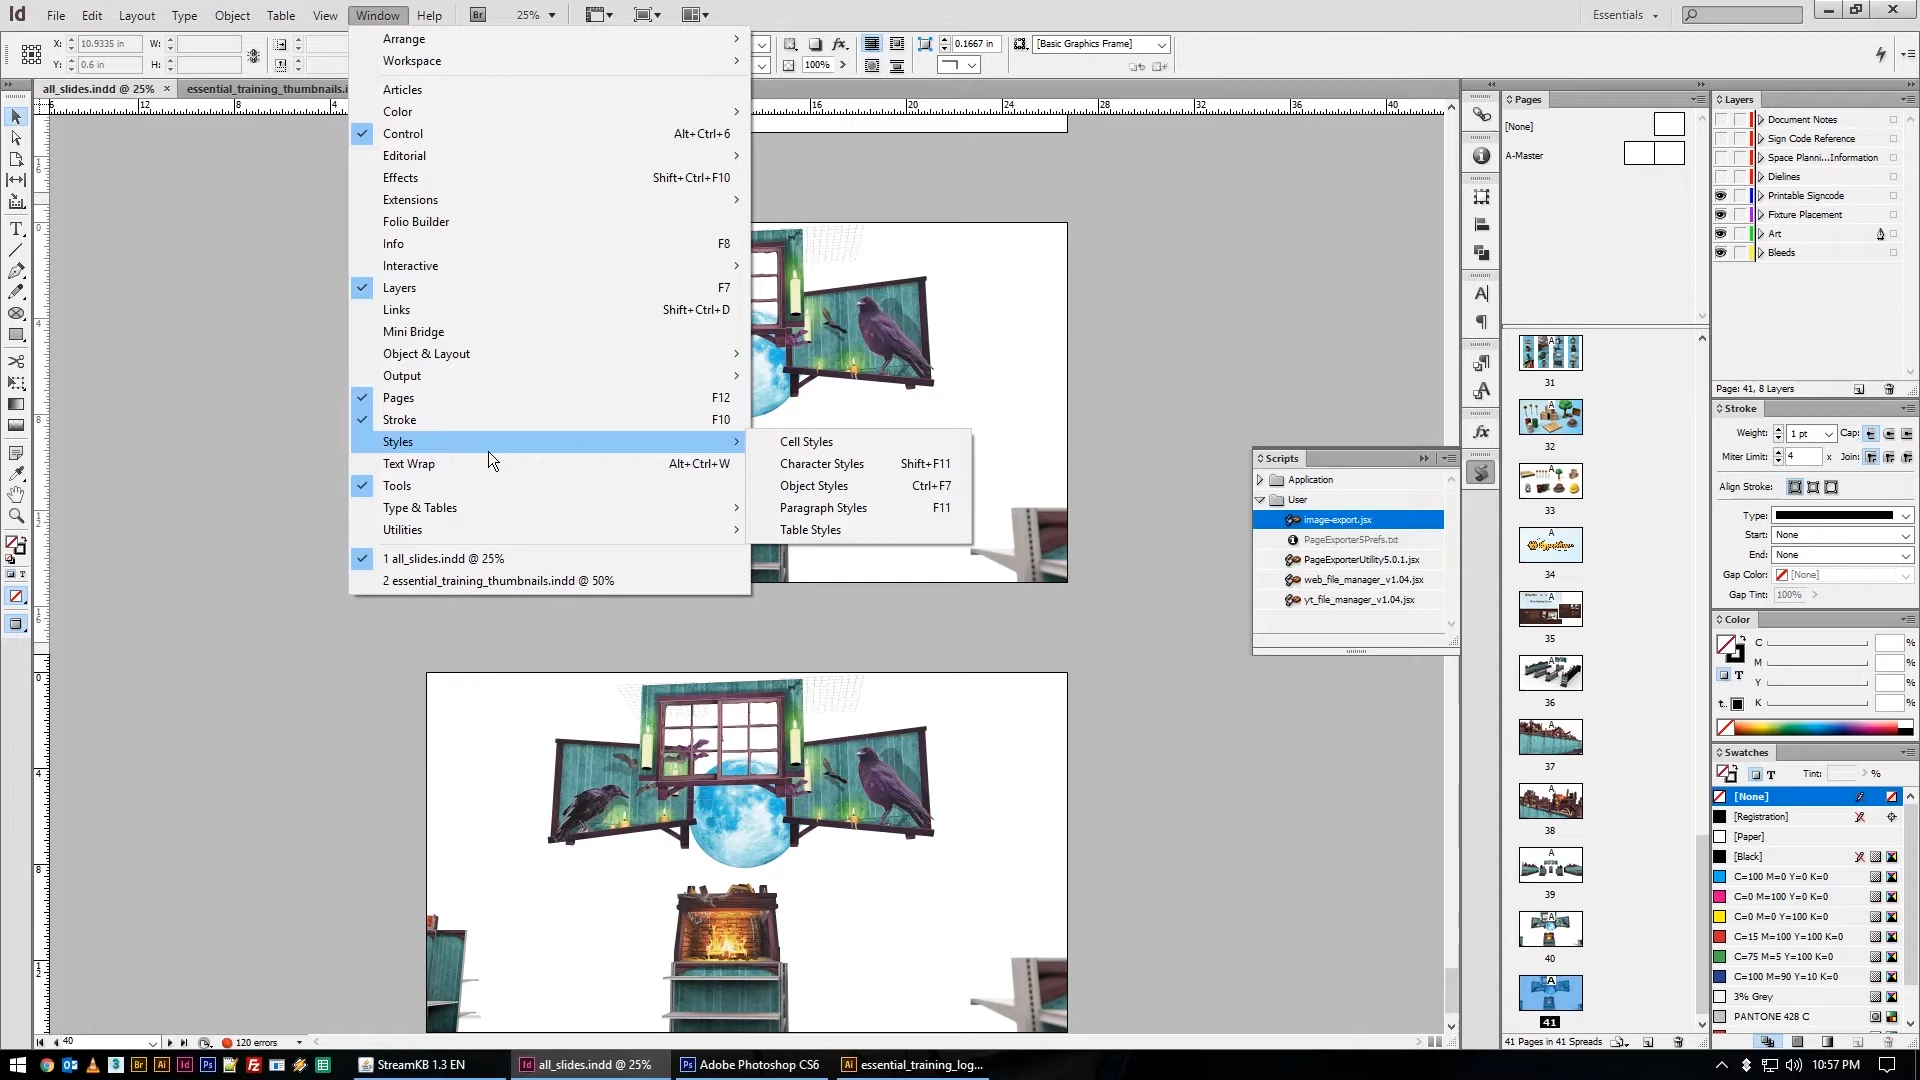 Id File Edit Layout Type Object Table View Window Help Br 25% Essentials
X: 10.9335 in W: 0.1667 in [Basic Graphics Frame]
Y: 0.6 in H: 100%
all_slides.indd @ 25% × essential_training_thumbnails.i
12 8 4 16 20 24 28 32 36 40
Arrange
Workspace
Articles
Color
Control Alt+Ctrl+6
Editorial
Effects Shift+Ctrl+F10
Extensions
Folio Builder
Info F8
Interactive
Layers F7
Links Shift+Ctrl+D
Mini Bridge
Object & Layout
Output
Pages F12
Stroke F10
Styles
Text Wrap Alt+Ctrl+W
Tools
Type & Tables
Utilities
1 all_slides.indd @ 25%
2 essential_training_thumbnails.indd @ 50%
Cell Styles
Character Styles Shift+F11
Object Styles Ctrl+F7
Paragraph Styles F11
Table Styles
Scripts
Application
User
image-export.jsx
PageExporter5Prefs.txt
PageExporterUtility5.0.1.jsx
web_file_manager_v1.04.jsx
yt_file_manager_v1.04.jsx
Pages
[None]
A-Master
31
32
33
34
35
36
37
38
39
40
41
41 Pages in 41 Spreads
Layers
Document Notes
Sign Code Reference
Space Planni...Information
Dielines
Printable Signcode
Fixture Placement
Art
Bleeds
Page: 41, 8 Layers
Stroke
Weight: 1 pt Cap:
Miter Limit: 4 x Join:
Align Stroke:
Type:
Start: None
End: None
Gap Color: [None]
Gap Tint: 100%
Color
C %
M %
Y %
K %
Swatches
T Tint: %
[None]
[Registration]
[Paper]
[Black]
C=100 M=0 Y=0 K=0
C=0 M=100 Y=0 K=0
C=0 M=0 Y=100 K=0
C=15 M=100 Y=100 K=0
C=75 M=5 Y=100 K=0
C=100 M=90 Y=10 K=0
3% Grey
PANTONE 428 C
40 120 errors
StreamKB 1.3 EN
all_slides.indd @ 25%
Adobe Photoshop CS6
essential_training_log...
10:57 PM